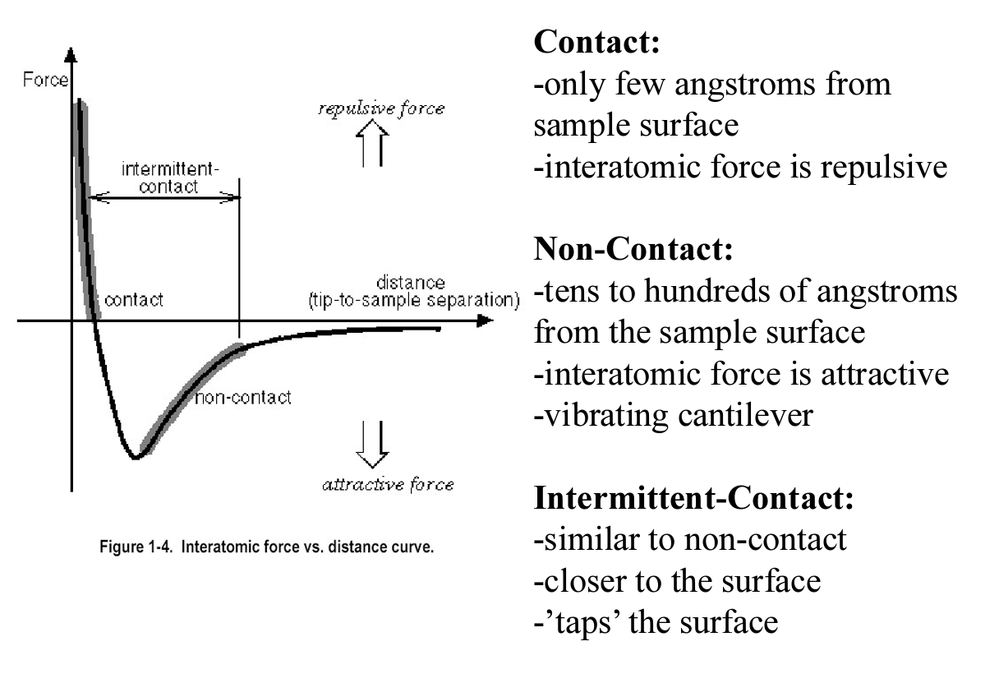 Force
repulsive force
intermittent-
contact
contact
distance
(tip-to-sample separation)
non-contact
attractive force
Figure 1-4. Interatomic force vs. distance curve.
Contact:
-only few angstroms from
sample surface
-interatomic force is repulsive
Non-Contact:
-tens to hundreds of angstroms
from the sample surface
-interatomic force is attractive
-vibrating cantilever
Intermittent-Contact:
-similar to non-contact
-closer to the surface
-’taps’ the surface